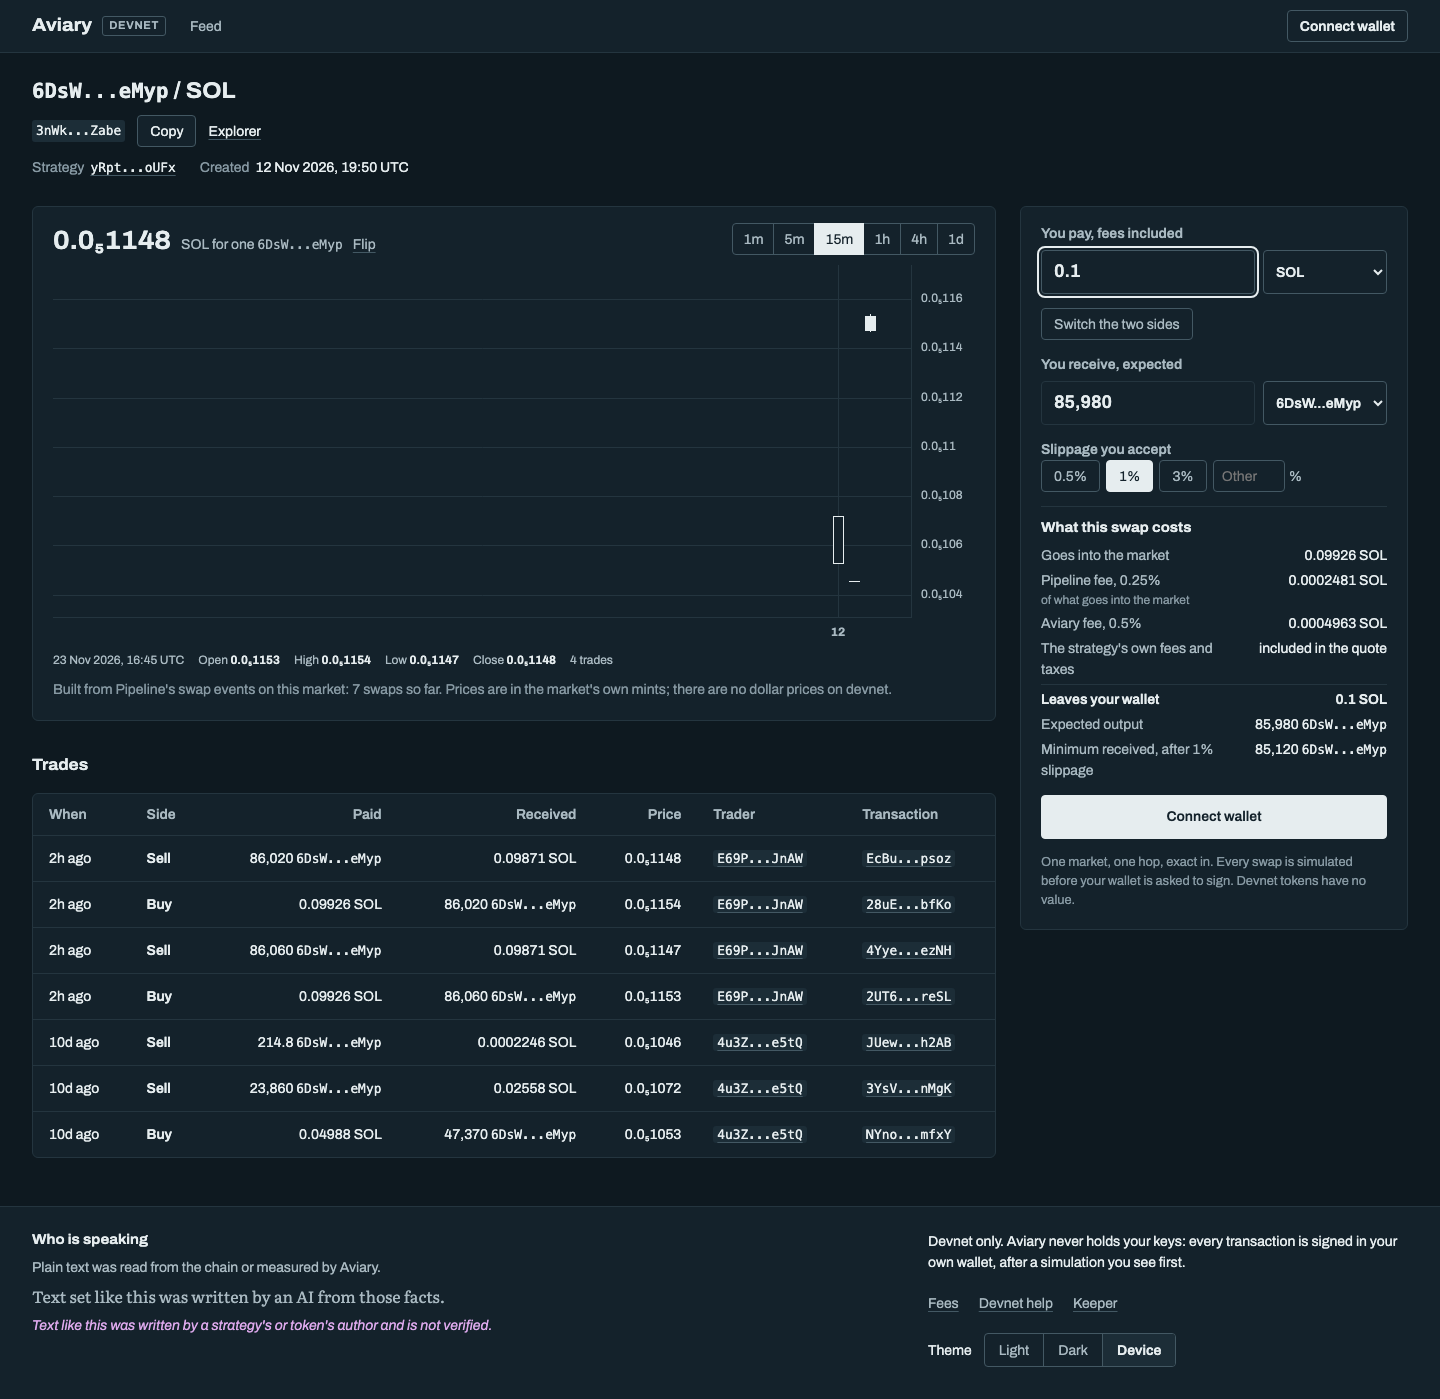 Aviary DEVNET Feed Connect wallet
6DsW...eMyp / SOL
3nWk...Zabe Copy Explorer
Strategy yRpt...oUFx Created 12 Nov 2026, 19:50 UTC
0.0₅1148 SOL for one 6DsW...eMyp Flip
1m 5m 15m 1h 4h 1d
0.0₅116
0.0₅114
0.0₅112
0.0₅11
0.0₅108
0.0₅106
0.0₅104
12
23 Nov 2026, 16:45 UTC Open 0.0₅1153 High 0.0₅1154 Low 0.0₅1147 Close 0.0₅1148 4 trades
Built from Pipeline's swap events on this market: 7 swaps so far. Prices are in the market's own mints; there are no dollar prices on devnet.
You pay, fees included
0.1 SOL
Switch the two sides
You receive, expected
85,980 6DsW...eMyp
Slippage you accept
0.5% 1% 3% Other %
What this swap costs
Goes into the market 0.09926 SOL
Pipeline fee, 0.25% 0.0002481 SOL
of what goes into the market
Aviary fee, 0.5% 0.0004963 SOL
The strategy's own fees and included in the quote
taxes
Leaves your wallet 0.1 SOL
Expected output 85,980 6DsW...eMyp
Minimum received, after 1% 85,120 6DsW...eMyp
slippage
Connect wallet
One market, one hop, exact in. Every swap is simulated
before your wallet is asked to sign. Devnet tokens have no
value.
Trades
When Side Paid Received Price Trader Transaction
2h ago Sell 86,020 6DsW...eMyp 0.09871 SOL 0.0₅1148 E69P...JnAW EcBu...psoz
2h ago Buy 0.09926 SOL 86,020 6DsW...eMyp 0.0₅1154 E69P...JnAW 28uE...bfKo
2h ago Sell 86,060 6DsW...eMyp 0.09871 SOL 0.0₅1147 E69P...JnAW 4Yye...ezNH
2h ago Buy 0.09926 SOL 86,060 6DsW...eMyp 0.0₅1153 E69P...JnAW 2UT6...reSL
10d ago Sell 214.8 6DsW...eMyp 0.0002246 SOL 0.0₅1046 4u3Z...e5tQ JUew...h2AB
10d ago Sell 23,860 6DsW...eMyp 0.02558 SOL 0.0₅1072 4u3Z...e5tQ 3YsV...nMgK
10d ago Buy 0.04988 SOL 47,370 6DsW...eMyp 0.0₅1053 4u3Z...e5tQ NYno...mfxY
Who is speaking
Plain text was read from the chain or measured by Aviary.
Text set like this was written by an AI from those facts.
Text like this was written by a strategy's or token's author and is not verified.
Devnet only. Aviary never holds your keys: every transaction is signed in your
own wallet, after a simulation you see first.
Fees Devnet help Keeper
Theme Light Dark Device